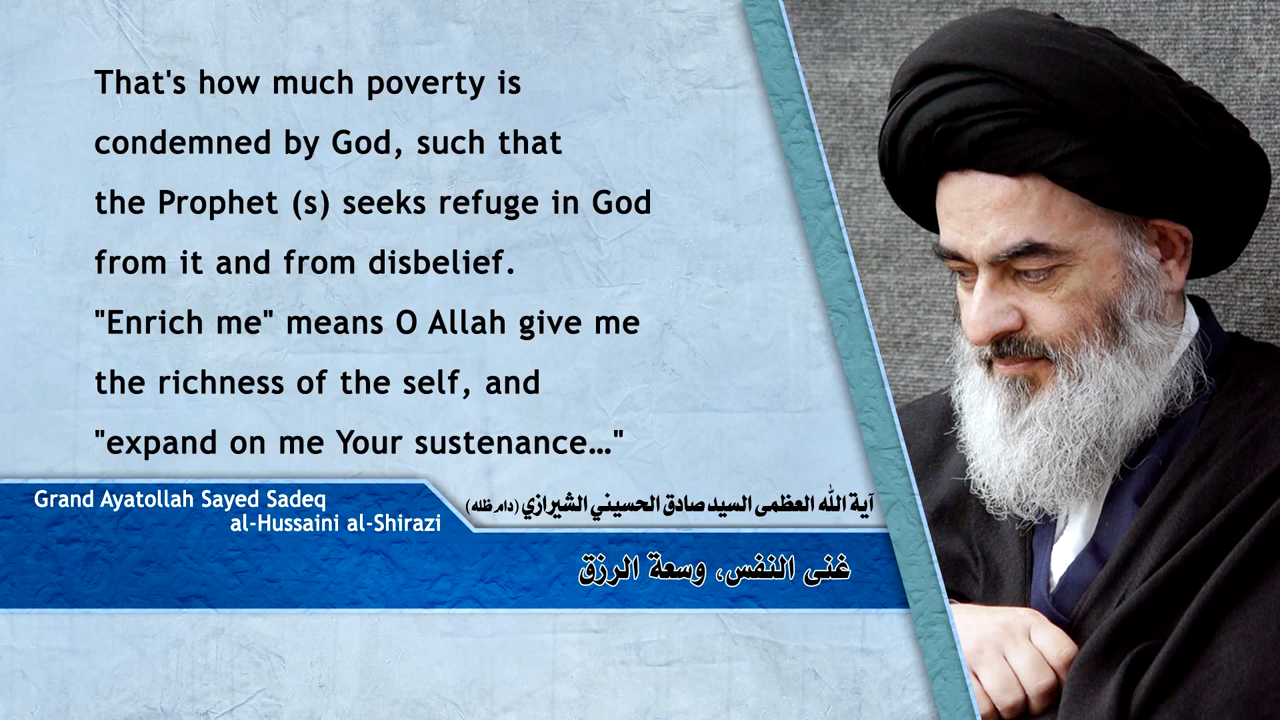 That's how much poverty is
condemned by God, such that
the Prophet (s) seeks refuge in God
from it and from disbelief.
"Enrich me" means O Allah give me
the richness of the self, and
"expand on me Your sustenance…"
Grand Ayatollah Sayed Sadeq
al-Hussaini al-Shirazi
آية الله العظمى السيد صادق الحسيني الشيرازي (دام ظله)
غنى النفس، وسعة الرزق